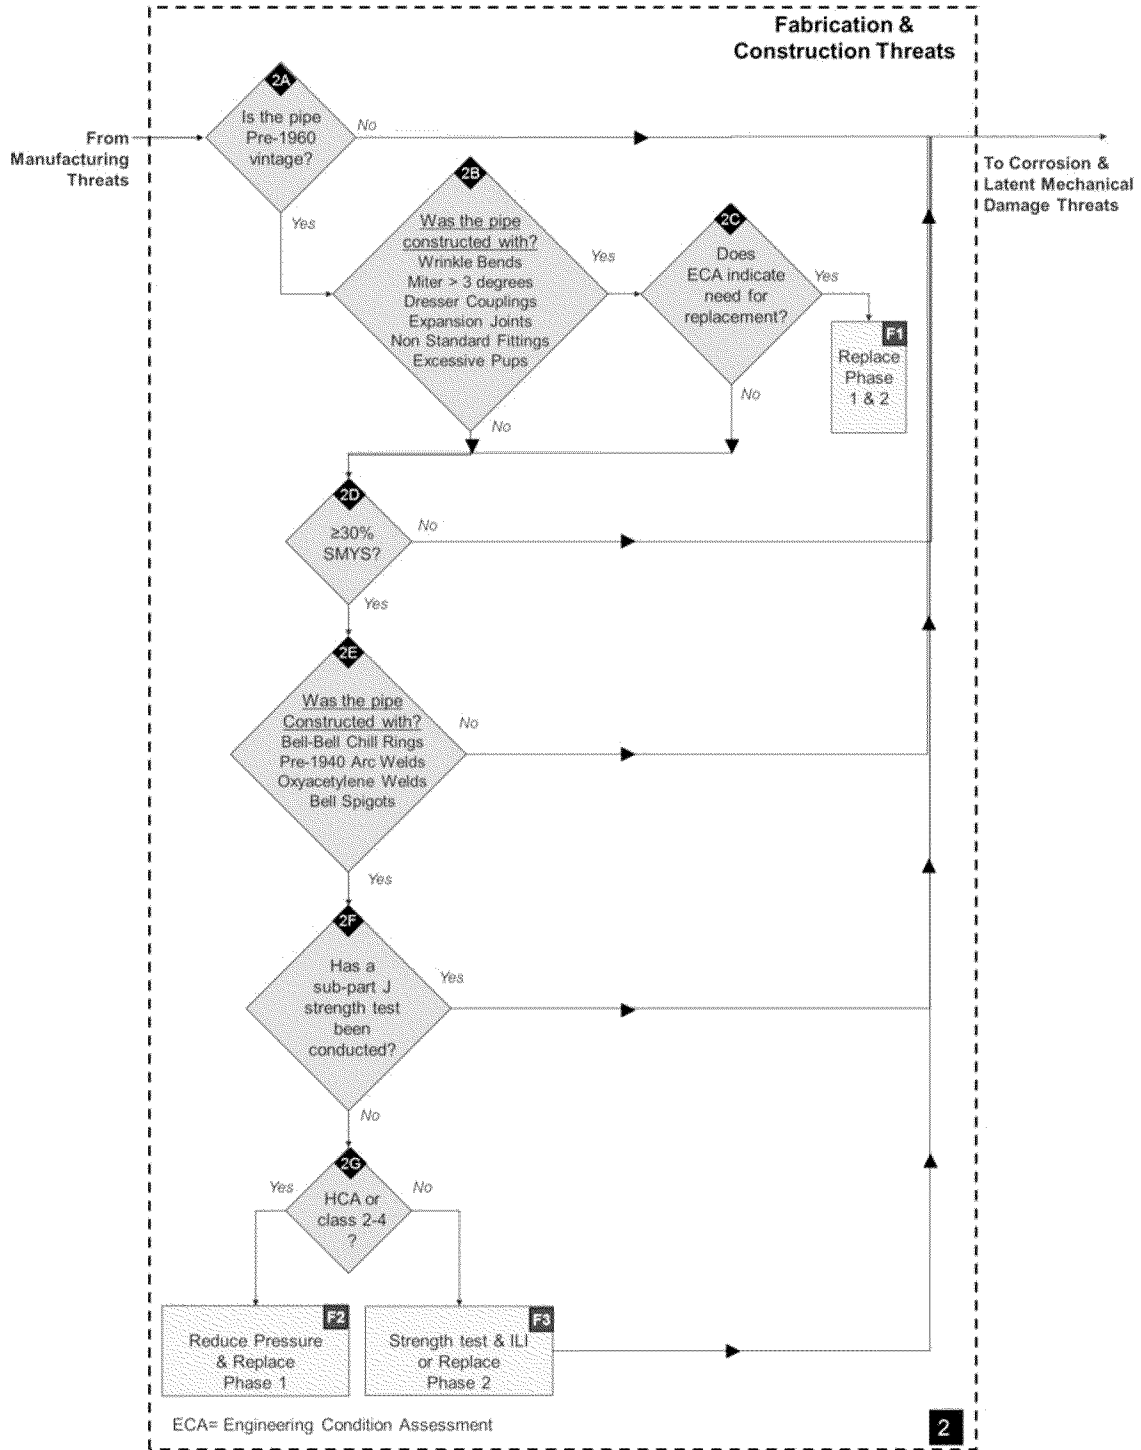 Fabrication &
Construction Threats
2A
Is the pipe
Pre-1960
vintage?
No
From
Manufacturing
Threats
To Corrosion &
Latent Mechanical
Damage Threats
Yes
2B
Was the pipe
constructed with?
Wrinkle Bends
Miter > 3 degrees
Dresser Couplings
Expansion Joints
Non Standard Fittings
Excessive Pups
Yes
No
2C
Does
ECA indicate
need for
replacement?
Yes
No
F1
Replace
Phase
1 & 2
2D
≥30%
SMYS?
No
Yes
2E
Was the pipe
Constructed with?
Bell-Bell Chill Rings
Pre-1940 Arc Welds
Oxyacetylene Welds
Bell Spigots
No
Yes
2F
Has a
sub-part J
strength test
been
conducted?
Yes
No
2G
HCA or
class 2-4
?
Yes
No
F2
Reduce Pressure
& Replace
Phase 1
F3
Strength test & ILI
or Replace
Phase 2
ECA= Engineering Condition Assessment
2